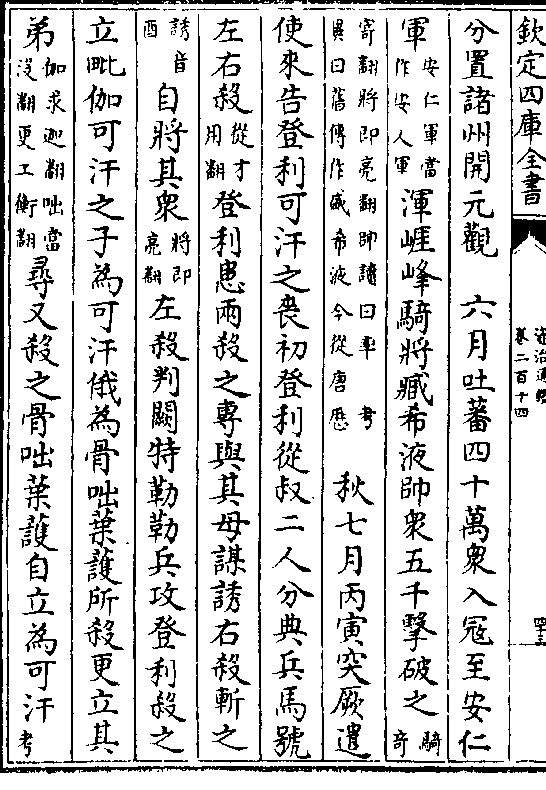 欽定四庫全書
資治通鑑
卷二百十四
分置諸州開元觀　六月吐蕃四十萬衆入冦至安仁
軍安仁軍當作安人軍渾崕峰騎將臧希液帥衆五千擊破之騎奇
寄翻將即亮翻帥讀曰率　考異曰舊傳作盛希液今從唐歴　秋七月丙寅突厥遣
使來告登利可汗之喪初登利從叔二人分典兵馬號
左右殺從才用翻登利患兩殺之專與其母謀誘右殺斬之
誘音酉自將其衆將即亮翻左殺判闕特勒勒兵攻登利殺之
立毗伽可汗之子為可汗俄為骨咄葉護所殺更立其
弟伽求迦翻咄當没翻更工衡翻尋又殺之骨咄葉護自立為可汗考